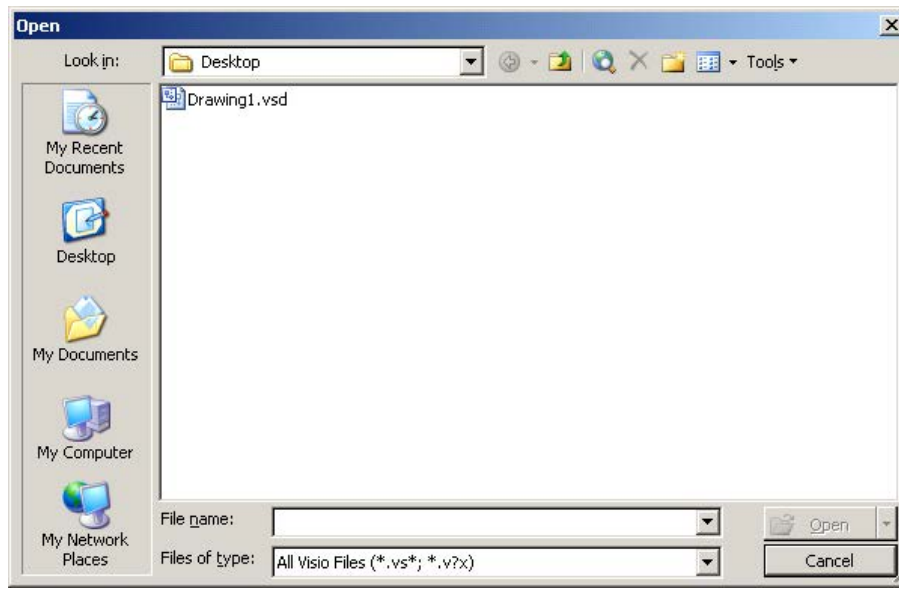 Open
Look in:
Desktop
Tools
Drawing1.vsd
My Recent
Documents
Desktop
My Documents
My Computer
My Network
Places
File name:
Open
Files of type:
All Visio Files (*.vs*; *.v?x)
Cancel